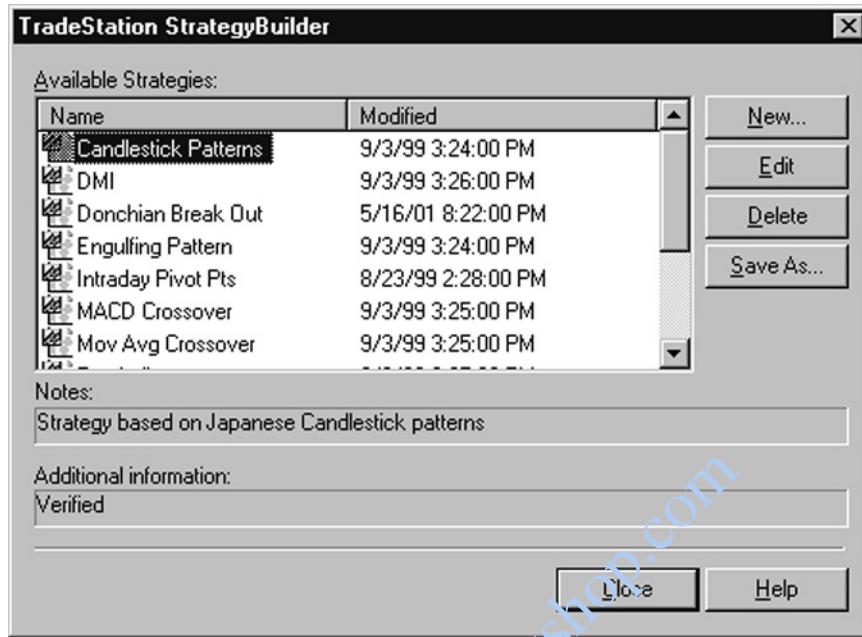 TradeStation StrategyBuilder
Available Strategies:
Name Modified
Candlestick Patterns 9/3/99 3:24:00 PM
DMI 9/3/99 3:26:00 PM
Donchian Break Out 5/16/01 8:22:00 PM
Engulfing Pattern 9/3/99 3:24:00 PM
Intraday Pivot Pts 8/23/99 2:28:00 PM
MACD Crossover 9/3/99 3:25:00 PM
Mov Avg Crossover 9/3/99 3:25:00 PM
New...
Edit
Delete
Save As...
Notes:
Strategy based on Japanese Candlestick patterns
Additional information:
Verified
Close
Help
shop.com